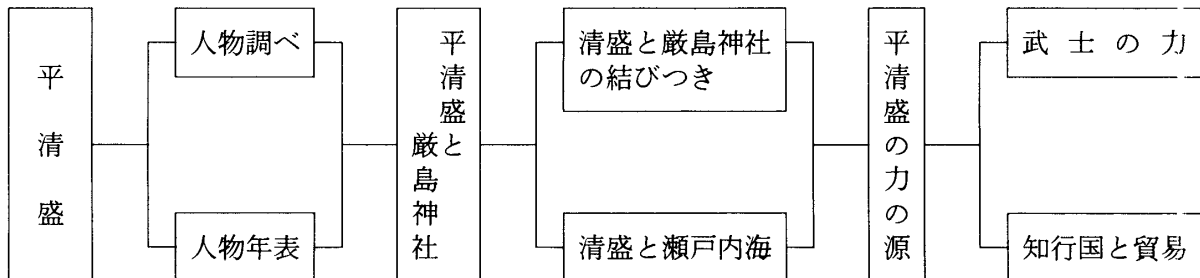 平清盛
人物調べ
人物年表
平清盛と
厳島神社
清盛と厳島神社
の結びつき
清盛と瀬戸内海
平清盛の力の源
武士の力
知行国と貿易